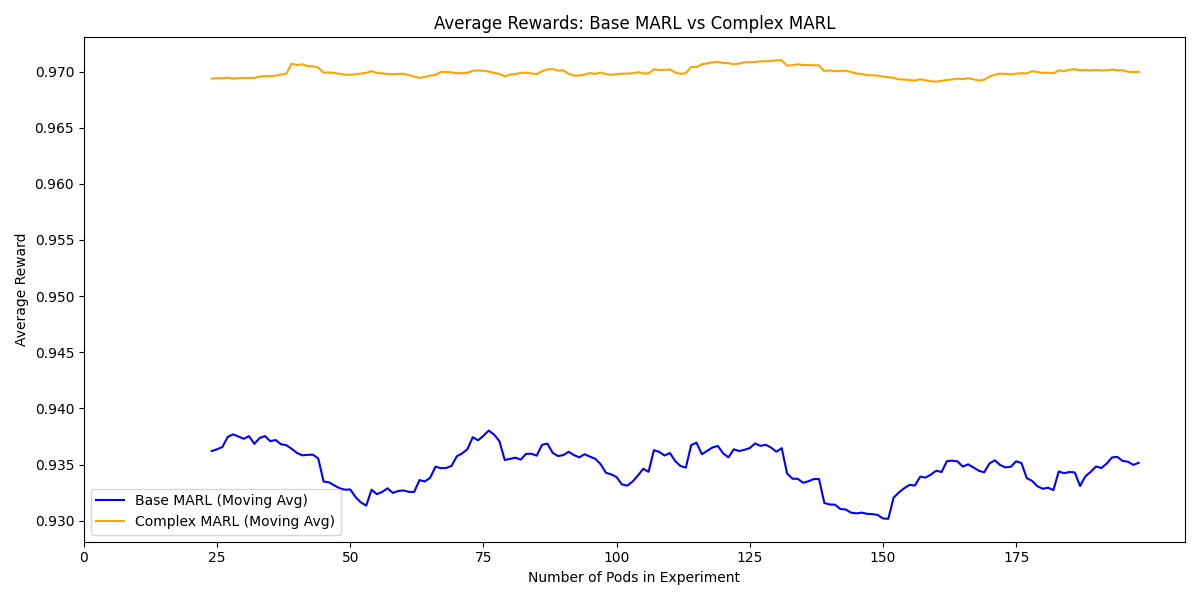 Average Rewards: Base MARL vs Complex MARL
Average Reward
0.970
0.965
0.960
0.955
0.950
0.945
0.940
0.935
0.930
Base MARL (Moving Avg)
Complex MARL (Moving Avg)
0 25 50 75 100 125 150 175
Number of Pods in Experiment